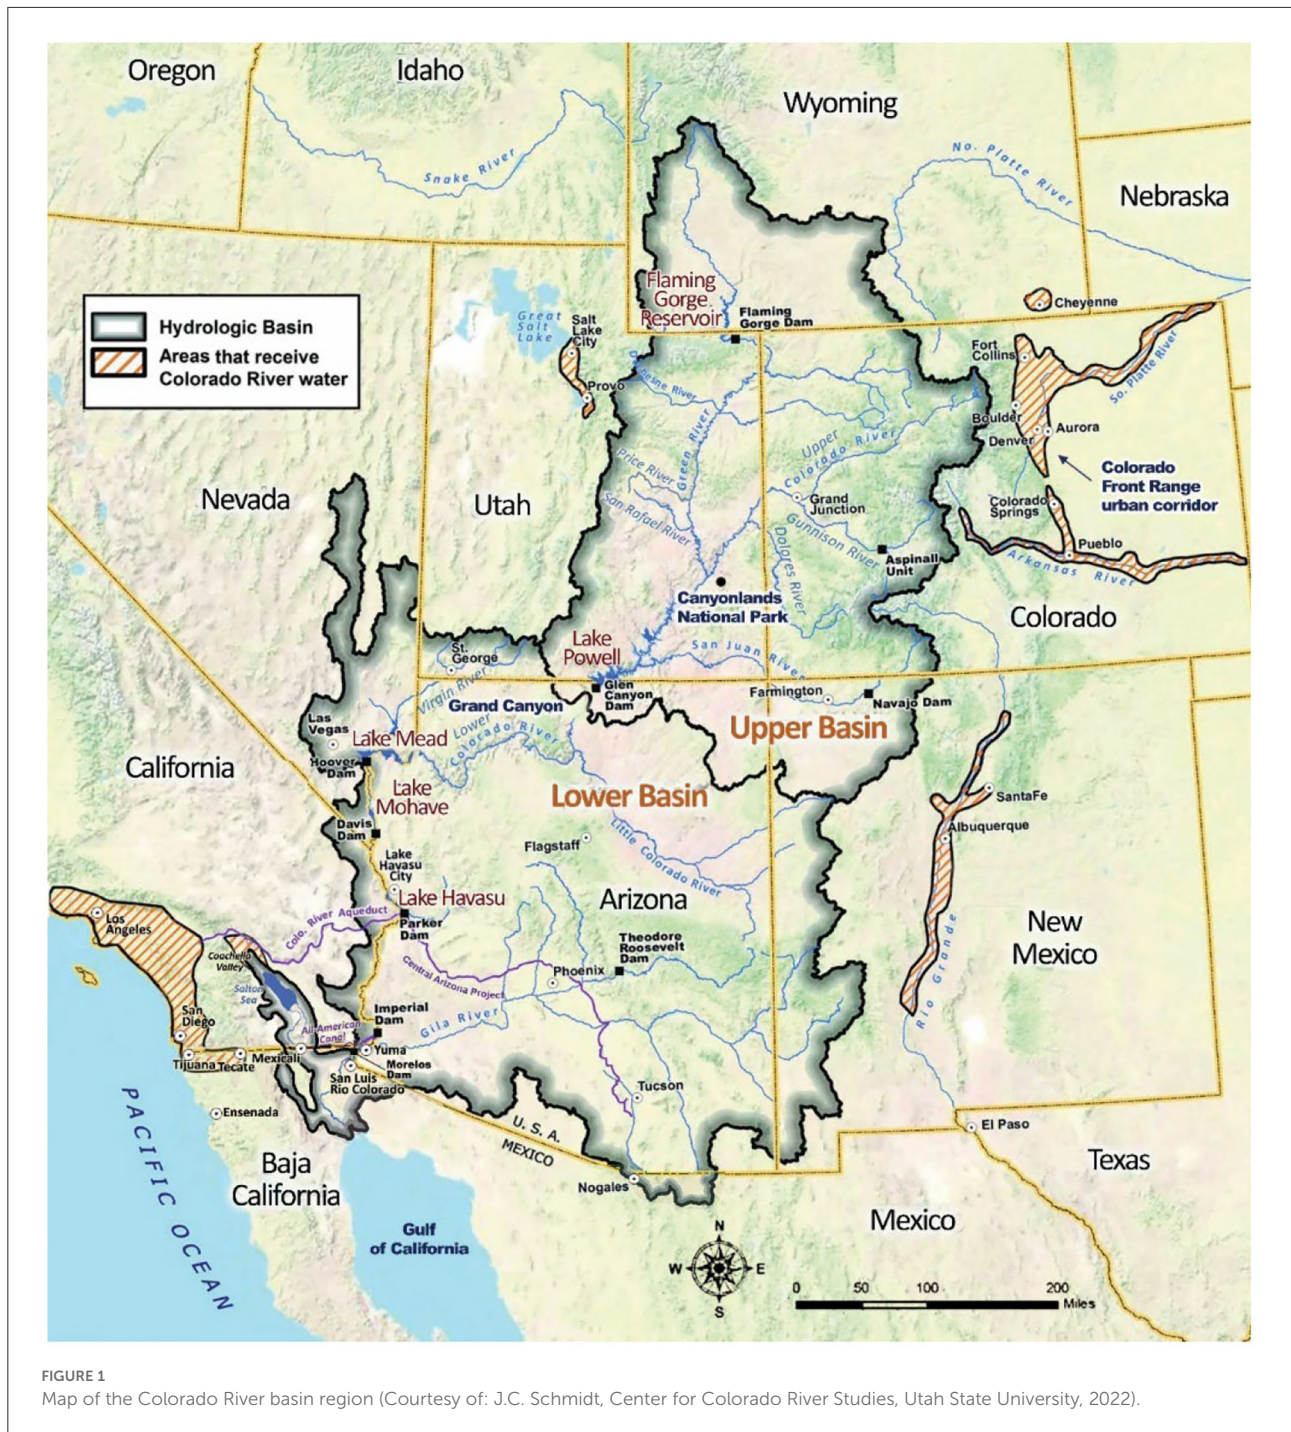 Oregon
Idaho
Wyoming
Nebraska
Snake River
No. Platte River
Hydrologic Basin
Areas that receive
Colorado River water
Great
Salt
Lake
Salt
Lake
City
Provo
Flaming
Gorge
Reservoir
Flaming
Gorge Dam
Cheyenne
Fort
Collins
So. Platte River
Boulder
Denver
Aurora
Colorado
Front Range
urban corridor
Colorado
Springs
Pueblo
Arkansas River
Duchesne River
Green River
Price River
San Rafael River
Upper
Colorado River
Grand
Junction
Gunnison River
Dolores River
Aspinall
Unit
Nevada
Utah
Colorado
Canyonlands
National Park
Lake
Powell
San Juan River
St.
George
Virgin River
Glen
Canyon
Dam
Farmington
Navajo Dam
Grand Canyon
Lower
Colorado River
Upper Basin
Lower Basin
Las
Vegas
Lake Mead
Hoover
Dam
California
Lake
Mohave
Davis
Dam
Lake
Havasu
City
Lake Havasu
Parker
Dam
Flagstaff
Little Colorado River
Arizona
SantaFe
Albuquerque
New
Mexico
Rio Grande
Los
Angeles
Colo. River Aqueduct
Coachella
Valley
Salton
Sea
Central Arizona Project
Theodore
Roosevelt
Dam
Phoenix
Gila River
San
Diego
All-American
Canal
Imperial
Dam
Yuma
Morelos
Dam
Tijuana
Tecate
Mexicali
San Luis
Rio Colorado
Ensenada
Tucson
U. S. A.
MEXICO
Nogales
El Paso
Texas
Mexico
Baja
California
Gulf
of California
PACIFIC OCEAN
N
W
E
S
0
50
100
200
Miles
FIGURE 1
Map of the Colorado River basin region (Courtesy of: J.C. Schmidt, Center for Colorado River Studies, Utah State University, 2022).